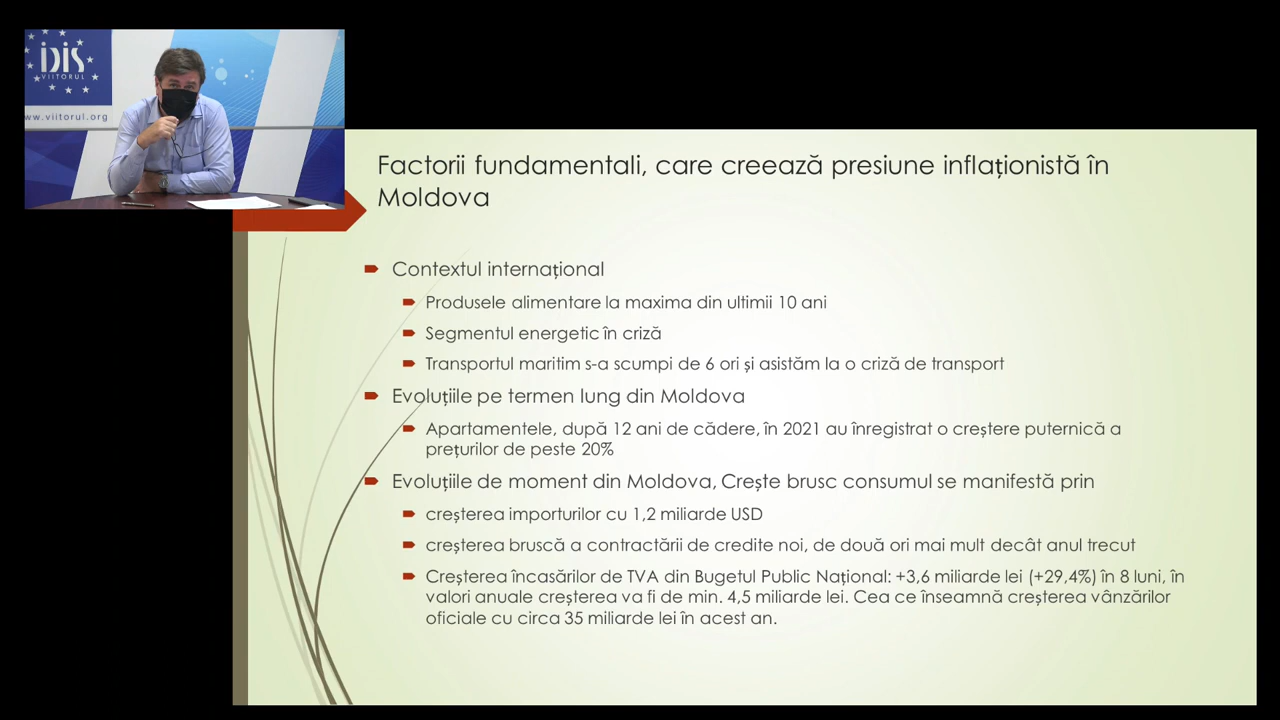 IDIS
VIITORUL
ww.viitorul.org
Factorii fundamentali, care creează presiune inflaționistă în
Moldova
Contextul internațional
Produsele alimentare la maxima din ultimii 10 ani
Segmentul energetic în criză
Transportul maritim s-a scumpi de 6 ori și asistăm la o criză de transport
Evoluțiile pe termen lung din Moldova
Apartamentele, după 12 ani de cădere, în 2021 au înregistrat o creștere puternică a
prețurilor de peste 20%
Evoluțiile de moment din Moldova, Crește brusc consumul se manifestă prin
creșterea importurilor cu 1,2 miliarde USD
creșterea bruscă a contractării de credite noi, de două ori mai mult decât anul trecut
Creșterea încasărilor de TVA din Bugetul Public Național: +3,6 miliarde lei (+29,4%) în 8 luni, în
valori anuale creșterea va fi de min. 4,5 miliarde lei. Cea ce înseamnă creșterea vânzărilor
oficiale cu circa 35 miliarde lei în acest an.